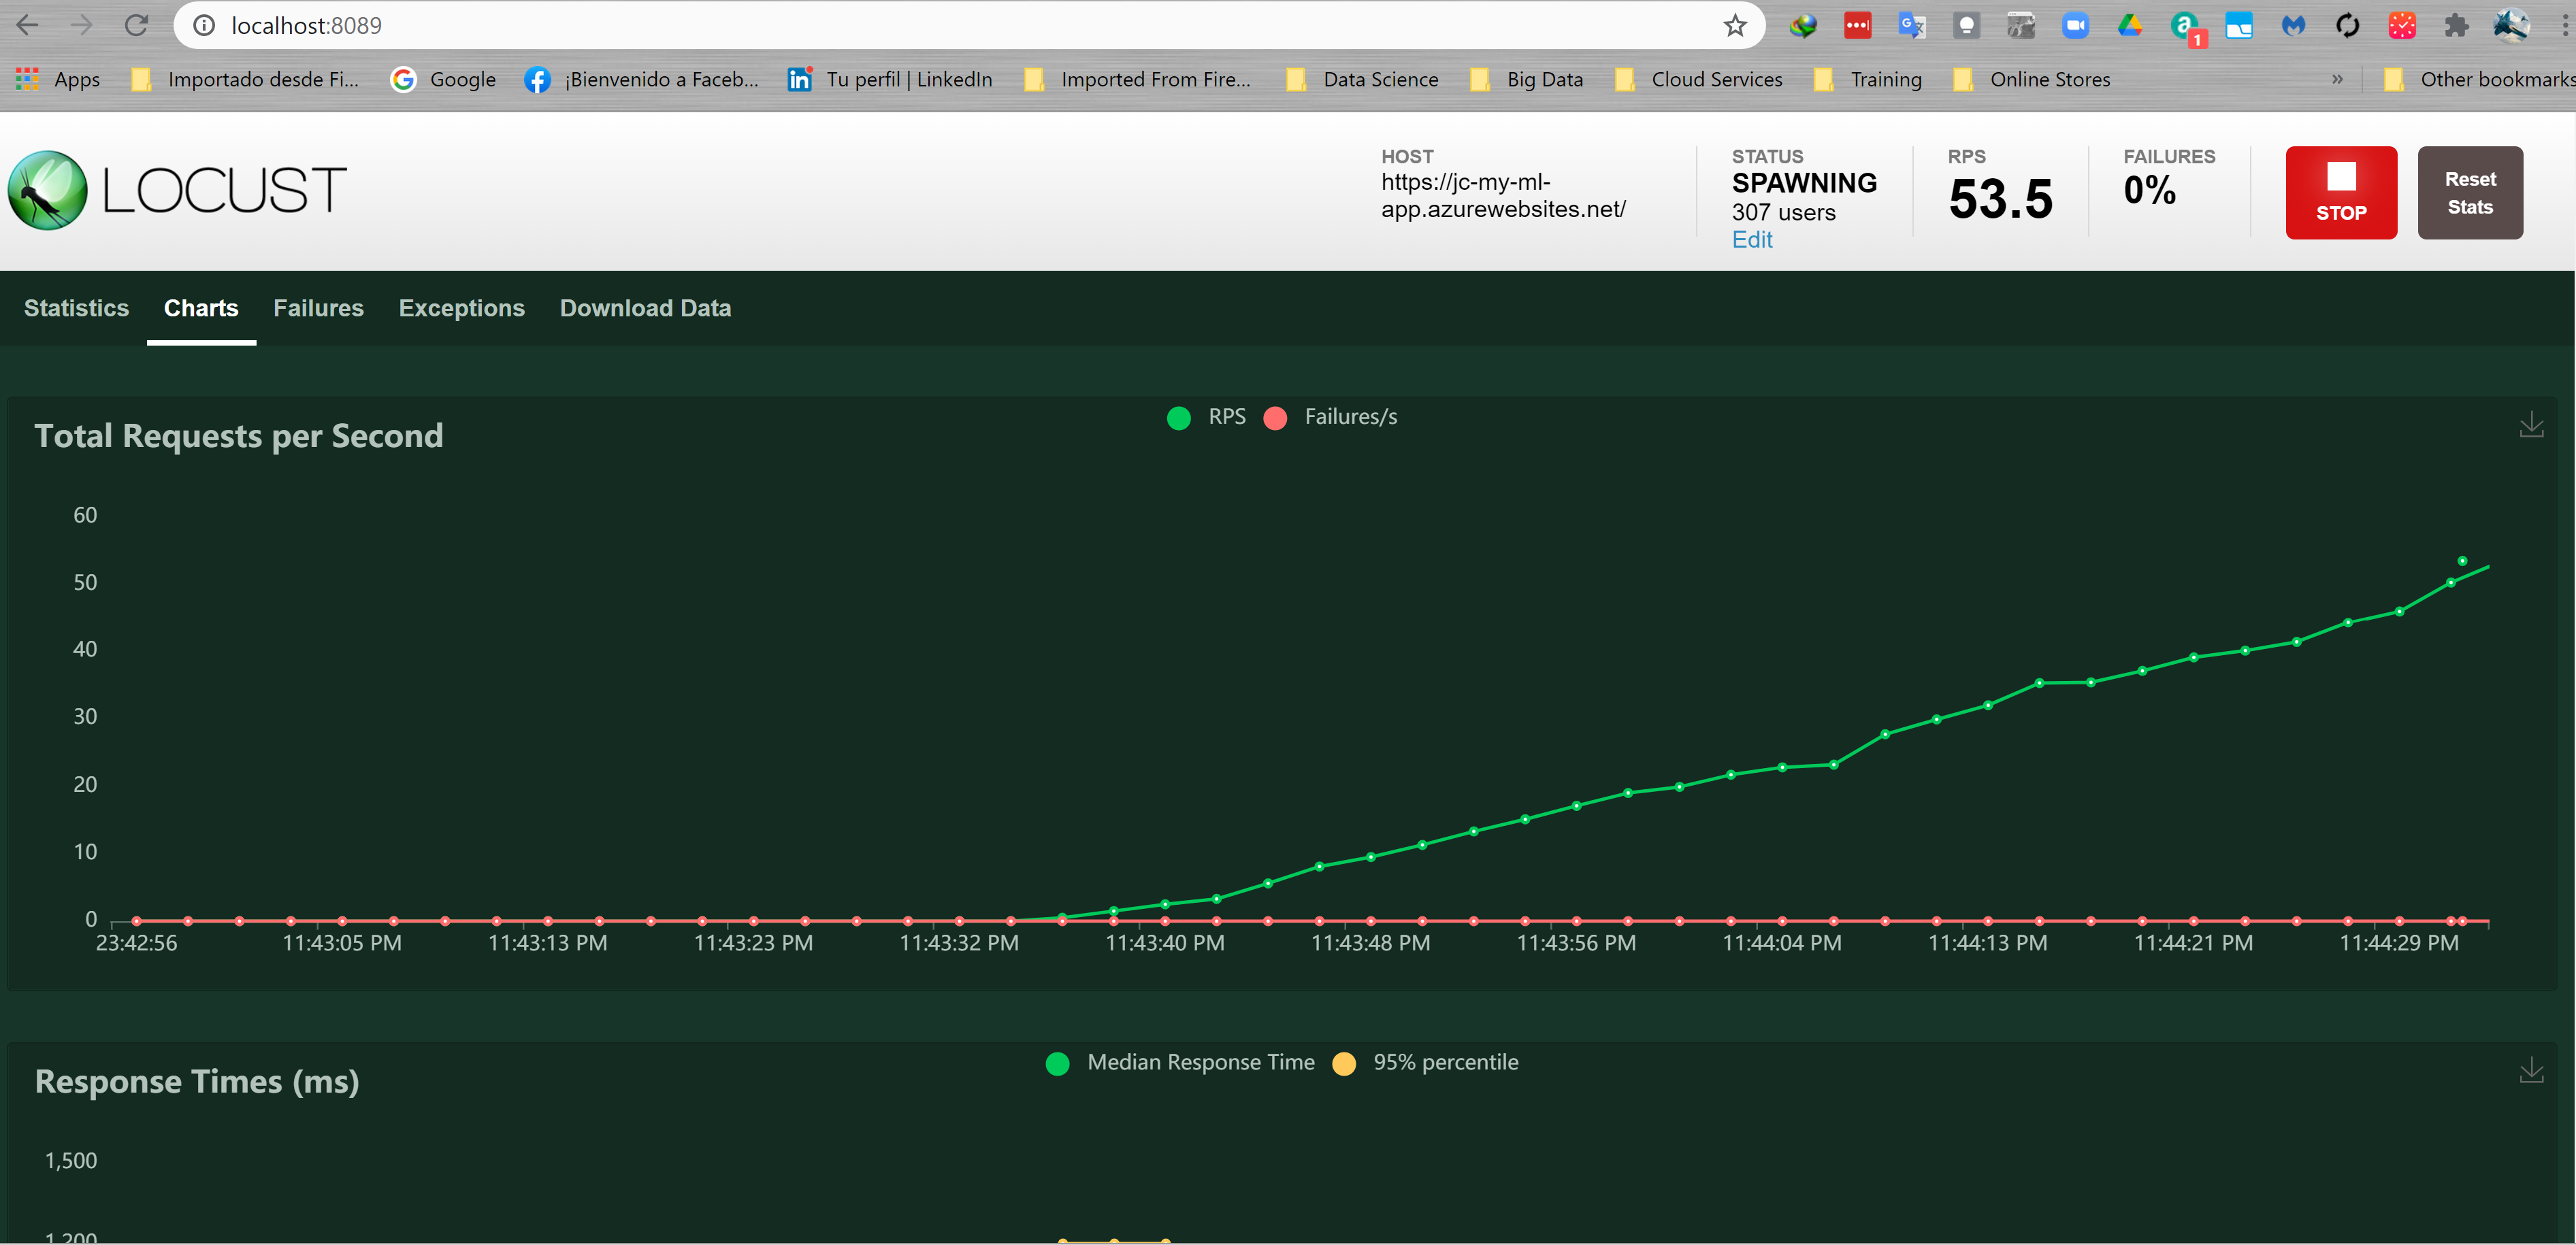 localhost:8089
1
Apps
Importado desde Fi...
Google
¡Bienvenido a Faceb...
Tu perfil | LinkedIn
Imported From Fire...
Data Science
Big Data
Cloud Services
Training
Online Stores
»
Other bookmarks
LOCUST
HOST
https://jc-my-ml-
app.azurewebsites.net/
STATUS
SPAWNING
307 users
Edit
RPS
53.5
FAILURES
0%
STOP
Reset
Stats
Statistics
Charts
Failures
Exceptions
Download Data
Total Requests per Second
RPS
Failures/s
60
50
40
30
20
10
0
23:42:56
11:43:05 PM
11:43:13 PM
11:43:23 PM
11:43:32 PM
11:43:40 PM
11:43:48 PM
11:43:56 PM
11:44:04 PM
11:44:13 PM
11:44:21 PM
11:44:29 PM
Response Times (ms)
Median Response Time
95% percentile
1,500
1,200